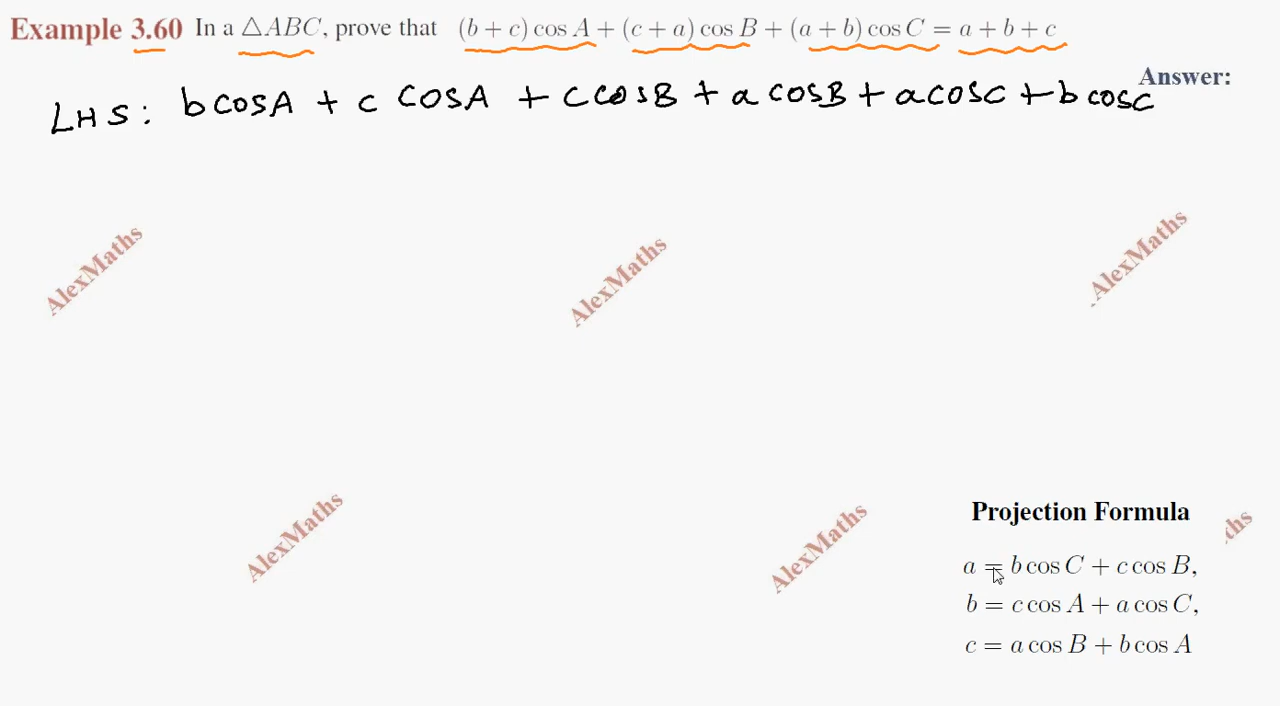 Example 3.60 In a △ABC, prove that (b + c) cos A + (c + a) cos B + (a + b) cos C = a + b + c
Answer:
LHS: b cosA + c cosA + c cosB + a cosB + a cosC + b cosC
AlexMaths
AlexMaths
AlexMaths
AlexMaths
AlexMaths
ths
Projection Formula
a = b cos C + c cos B,
b = c cos A + a cos C,
c = a cos B + b cos A